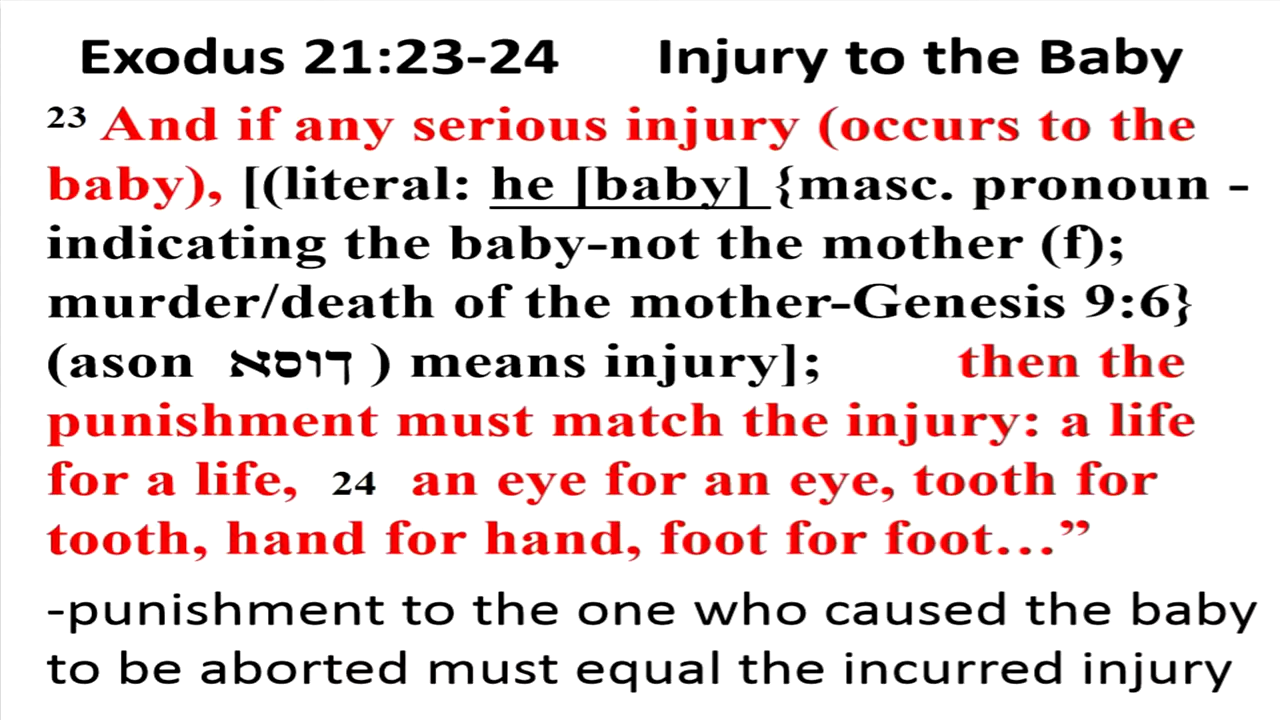 Exodus 21:23-24 Injury to the Baby
23 And if any serious injury (occurs to the
baby), [(literal: he [baby] {masc. pronoun -
indicating the baby-not the mother (f);
murder/death of the mother-Genesis 9:6}
(ason ךוסא ) means injury]; then the
punishment must match the injury: a life
for a life, 24 an eye for an eye, tooth for
tooth, hand for hand, foot for foot…”
-punishment to the one who caused the baby
to be aborted must equal the incurred injury